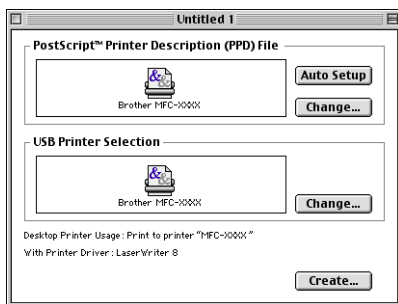 Untitled 1
PostScript™ Printer Description (PPD) File
Brother MFC-XXXX
Auto Setup
Change...
USB Printer Selection
Brother MFC-XXXX
Change...
Desktop Printer Usage: Print to printer "MFC-XXXX"
With Printer Driver: LaserWriter 8
Create...